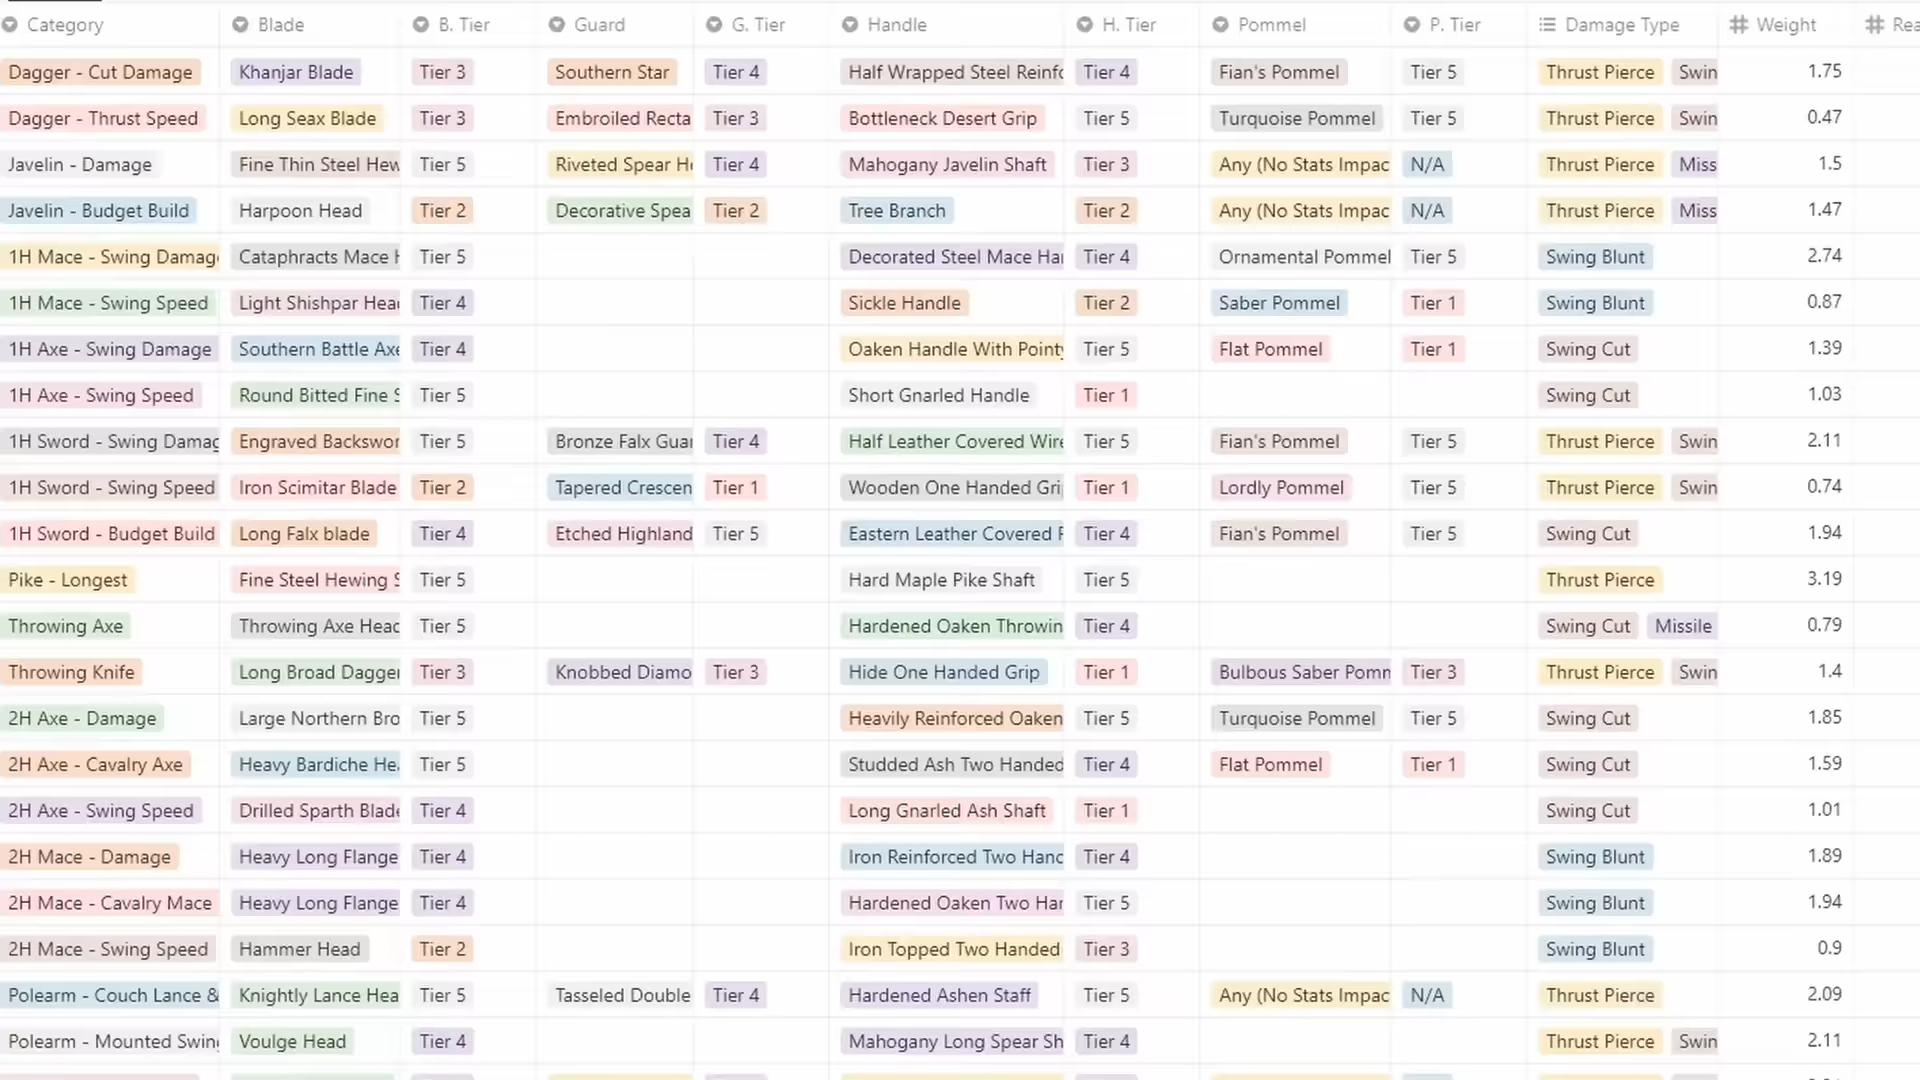 Category Blade B. Tier Guard G. Tier Handle H. Tier Pommel P. Tier Damage Type Weight Rea
Dagger - Cut Damage Khanjar Blade Tier 3 Southern Star Tier 4 Half Wrapped Steel Reinfo Tier 4 Fian's Pommel Tier 5 Thrust Pierce Swin 1.75
Dagger - Thrust Speed Long Seax Blade Tier 3 Embroiled Recta Tier 3 Bottleneck Desert Grip Tier 5 Turquoise Pommel Tier 5 Thrust Pierce Swin 0.47
Javelin - Damage Fine Thin Steel Hew Tier 5 Riveted Spear He Tier 4 Mahogany Javelin Shaft Tier 3 Any (No Stats Impac N/A Thrust Pierce Miss 1.5
Javelin - Budget Build Harpoon Head Tier 2 Decorative Spea Tier 2 Tree Branch Tier 2 Any (No Stats Impac N/A Thrust Pierce Miss 1.47
1H Mace - Swing Damag Cataphracts Mace H Tier 5 Decorated Steel Mace Har Tier 4 Ornamental Pommel Tier 5 Swing Blunt 2.74
1H Mace - Swing Speed Light Shishpar Head Tier 4 Sickle Handle Tier 2 Saber Pommel Tier 1 Swing Blunt 0.87
1H Axe - Swing Damage Southern Battle Axe Tier 4 Oaken Handle With Pointy Tier 5 Flat Pommel Tier 1 Swing Cut 1.39
1H Axe - Swing Speed Round Bitted Fine S Tier 5 Short Gnarled Handle Tier 1 Swing Cut 1.03
1H Sword - Swing Damag Engraved Backswor Tier 5 Bronze Falx Guar Tier 4 Half Leather Covered Wire Tier 5 Fian's Pommel Tier 5 Thrust Pierce Swin 2.11
1H Sword - Swing Speed Iron Scimitar Blade Tier 2 Tapered Crescen Tier 1 Wooden One Handed Gri Tier 1 Lordly Pommel Tier 5 Thrust Pierce Swin 0.74
1H Sword - Budget Build Long Falx blade Tier 4 Etched Highland Tier 5 Eastern Leather Covered F Tier 4 Fian's Pommel Tier 5 Swing Cut 1.94
Pike - Longest Fine Steel Hewing S Tier 5 Hard Maple Pike Shaft Tier 5 Thrust Pierce 3.19
Throwing Axe Throwing Axe Head Tier 5 Hardened Oaken Throwin Tier 4 Swing Cut Missile 0.79
Throwing Knife Long Broad Dagger Tier 3 Knobbed Diamo Tier 3 Hide One Handed Grip Tier 1 Bulbous Saber Pomm Tier 3 Thrust Pierce Swin 1.4
2H Axe - Damage Large Northern Bro Tier 5 Heavily Reinforced Oaken Tier 5 Turquoise Pommel Tier 5 Swing Cut 1.85
2H Axe - Cavalry Axe Heavy Bardiche Hea Tier 5 Studded Ash Two Handed Tier 4 Flat Pommel Tier 1 Swing Cut 1.59
2H Axe - Swing Speed Drilled Sparth Blade Tier 4 Long Gnarled Ash Shaft Tier 1 Swing Cut 1.01
2H Mace - Damage Heavy Long Flange Tier 4 Iron Reinforced Two Hand Tier 4 Swing Blunt 1.89
2H Mace - Cavalry Mace Heavy Long Flange Tier 4 Hardened Oaken Two Han Tier 5 Swing Blunt 1.94
2H Mace - Swing Speed Hammer Head Tier 2 Iron Topped Two Handed Tier 3 Swing Blunt 0.9
Polearm - Couch Lance & Knightly Lance Hea Tier 5 Tasseled Double Tier 4 Hardened Ashen Staff Tier 5 Any (No Stats Impac N/A Thrust Pierce 2.09
Polearm - Mounted Swing Voulge Head Tier 4 Mahogany Long Spear Sh Tier 4 Thrust Pierce Swin 2.11